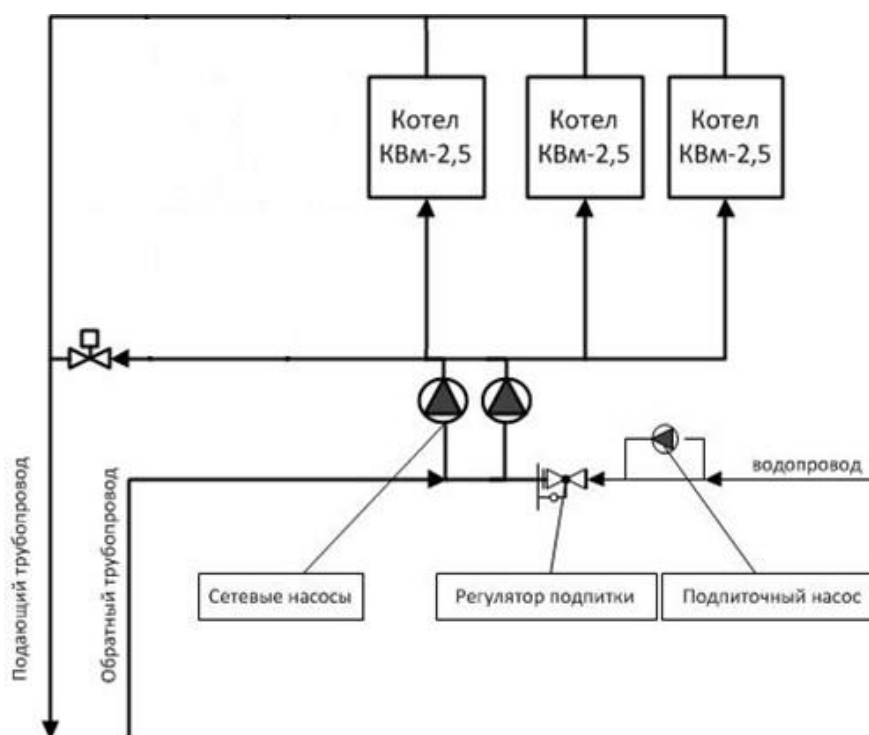 Котел
КВм-2,5
Котел
КВм-2,5
Котел
КВм-2,5
водопровод
Подающий трубопровод
Обратный трубопровод
Сетевые насосы
Регулятор подпитки
Подпиточный насос